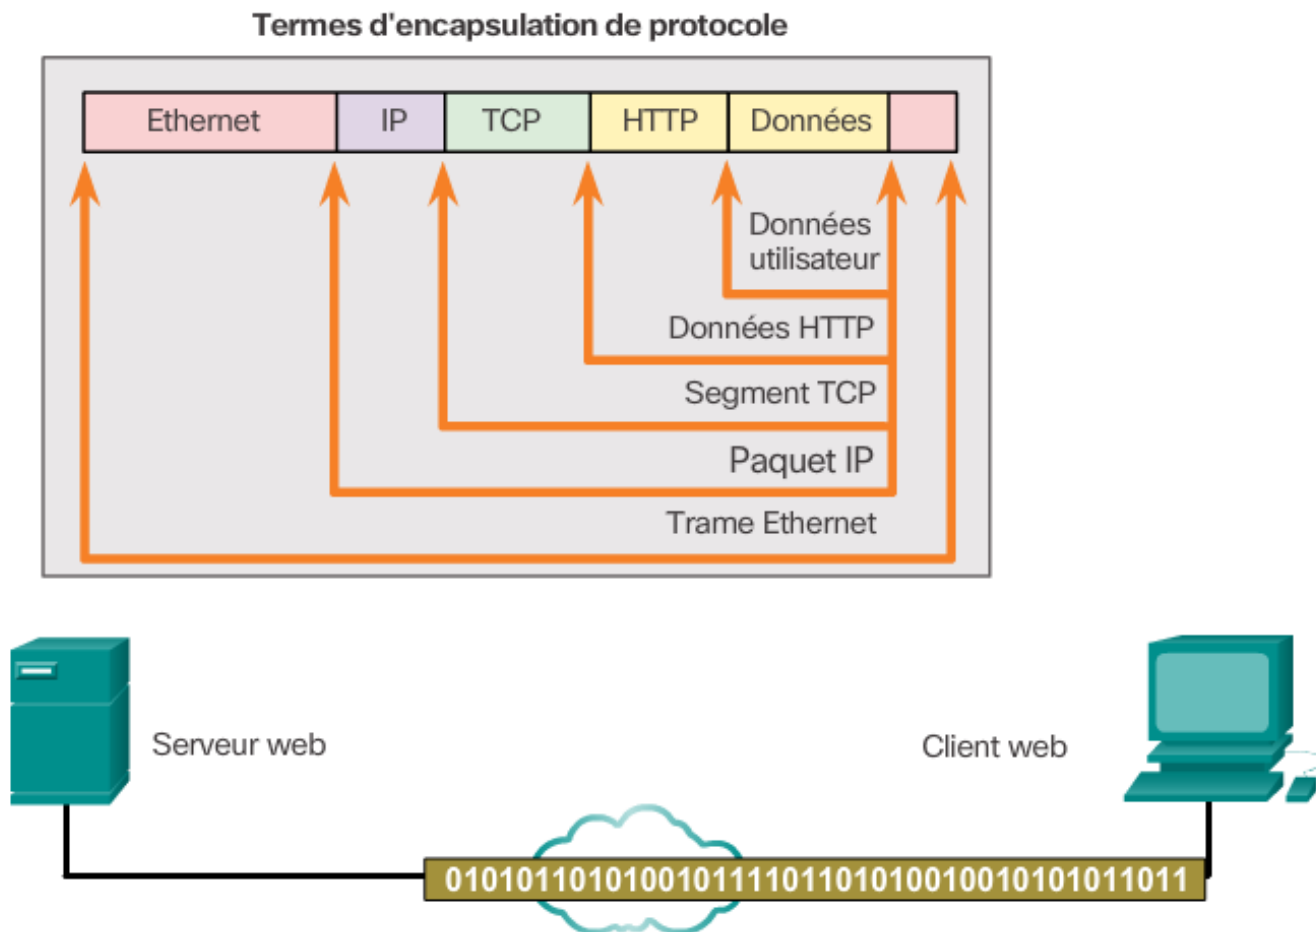 Termes d'encapsulation de protocole
Ethernet IP TCP HTTP Données
Données
utilisateur
Données HTTP
Segment TCP
Paquet IP
Trame Ethernet
Serveur web
Client web
010101101010010111101101010010010101011011